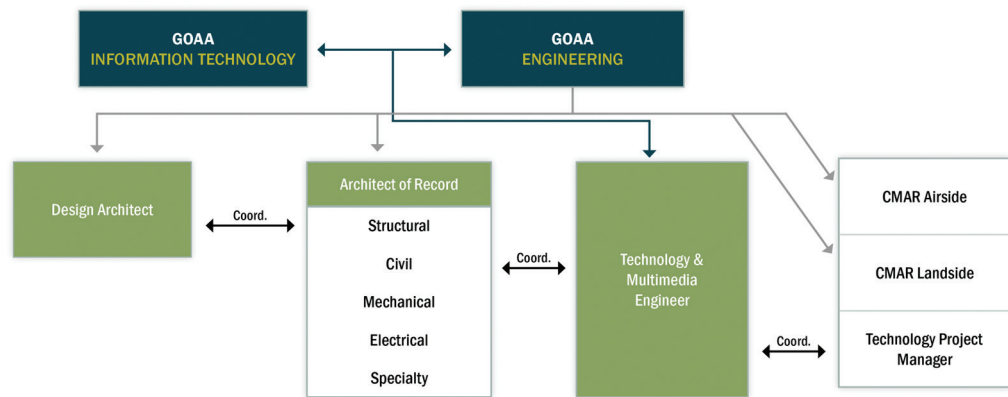 GOAA
INFORMATION TECHNOLOGY
GOAA
ENGINEERING
Design Architect
Coord.
Architect of Record
Structural
Civil
Mechanical
Electrical
Specialty
Coord.
Technology &
Multimedia
Engineer
Coord.
CMAR Airside
CMAR Landside
Technology Project
Manager